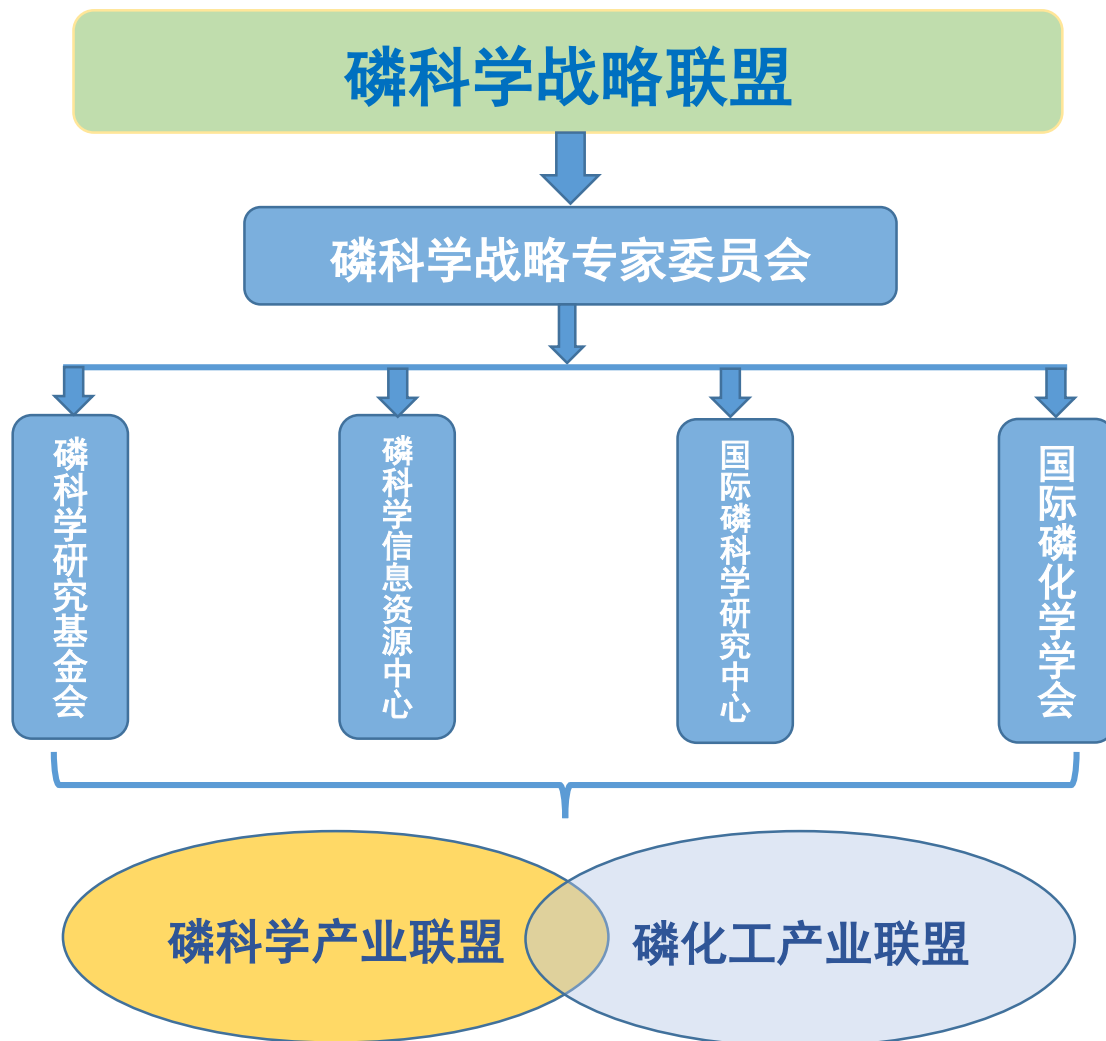 磷科学战略联盟
磷科学战略专家委员会
磷科学研究基金会
磷科学信息资源中心
国际磷科学研究中心
国际磷化学学会
磷科学产业联盟
磷化工产业联盟